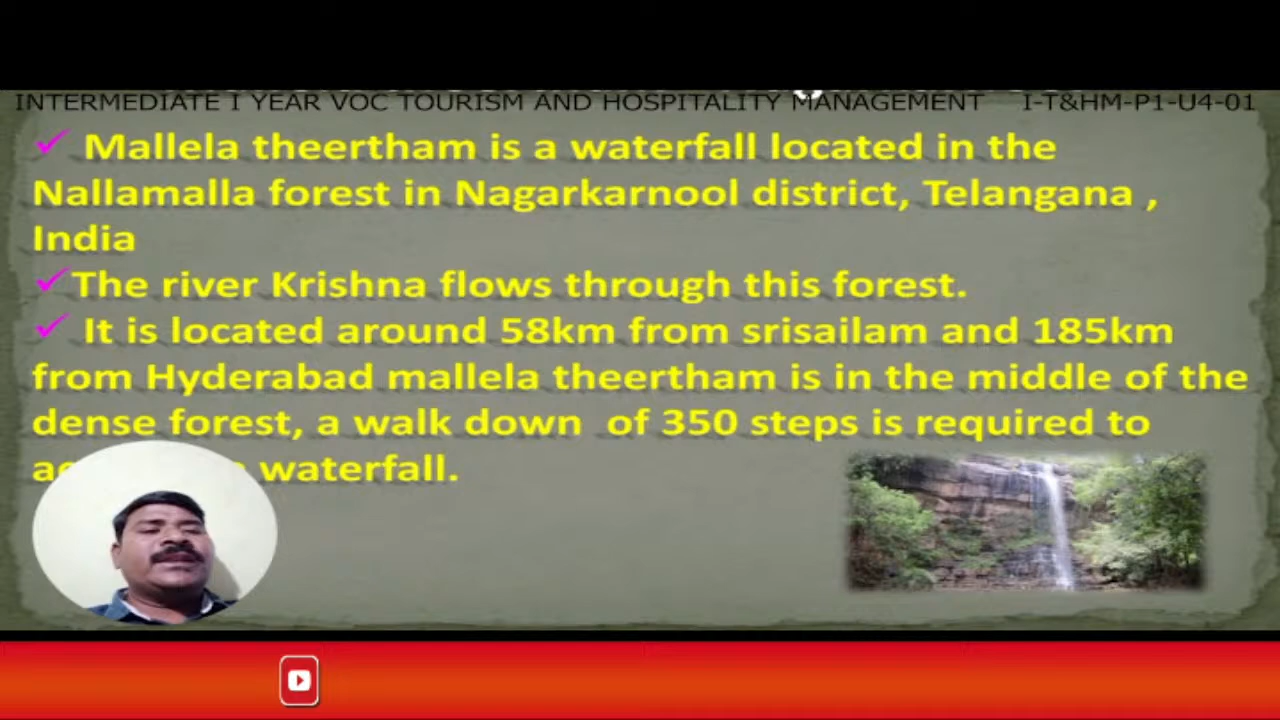 INTERMEDIATE I YEAR VOC TOURISM AND HOSPITALITY MANAGEMENT I-T&HM-P1-U4-01
✓ Mallela theertham is a waterfall located in the
Nallamalla forest in Nagarkarnool district, Telangana ,
India
✓The river Krishna flows through this forest.
✓ It is located around 58km from srisailam and 185km
from Hyderabad mallela theertham is in the middle of the
dense forest, a walk down of 350 steps is required to
waterfall.